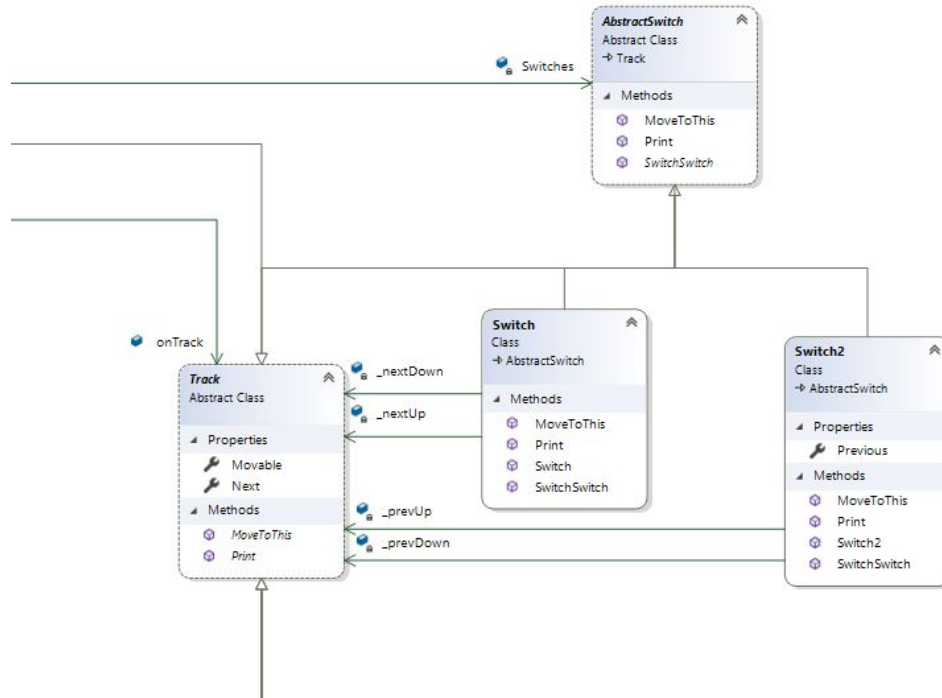 AbstractSwitch
Abstract Class
Track
Methods
MoveToThis
Print
SwitchSwitch
Switches
onTrack
Track
Abstract Class
Properties
Movable
Next
Methods
MoveToThis
Print
_nextDown
_nextUp
_prevUp
_prevDown
Switch
Class
AbstractSwitch
Methods
MoveToThis
Print
Switch
SwitchSwitch
Switch2
Class
AbstractSwitch
Properties
Previous
Methods
MoveToThis
Print
Switch2
SwitchSwitch